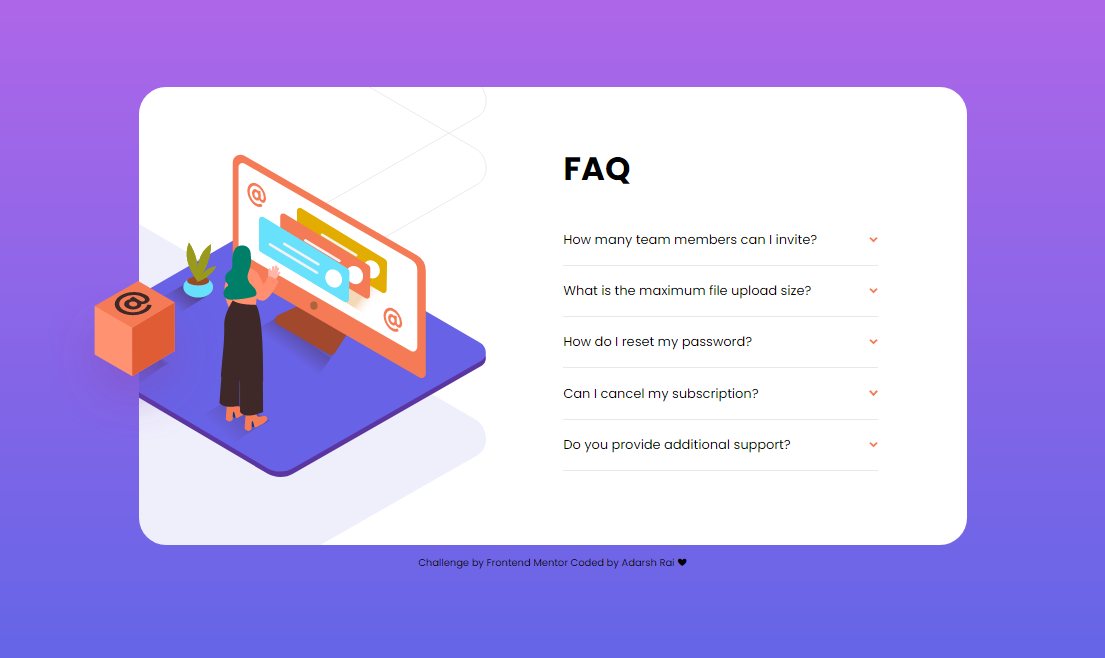 FAQ
How many team members can I invite?
What is the maximum file upload size?
How do I reset my password?
Can I cancel my subscription?
Do you provide additional support?
@
@
@
Challenge by Frontend Mentor Coded by Adarsh Rai ♥